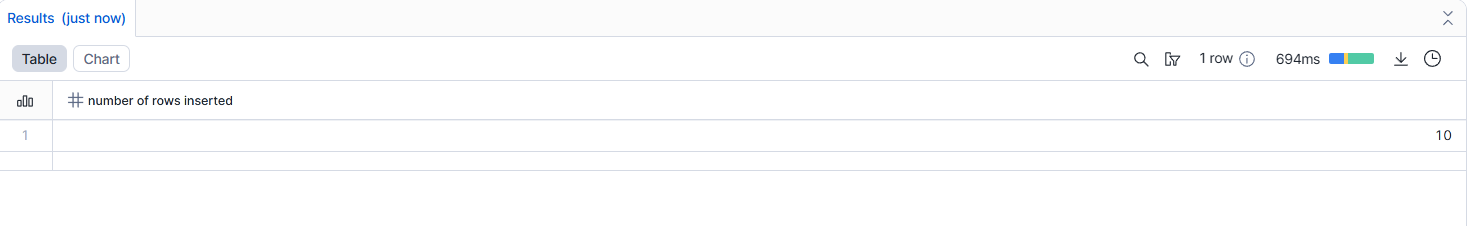 Results (just now)
Table Chart 1 row 694ms
number of rows inserted
1 10